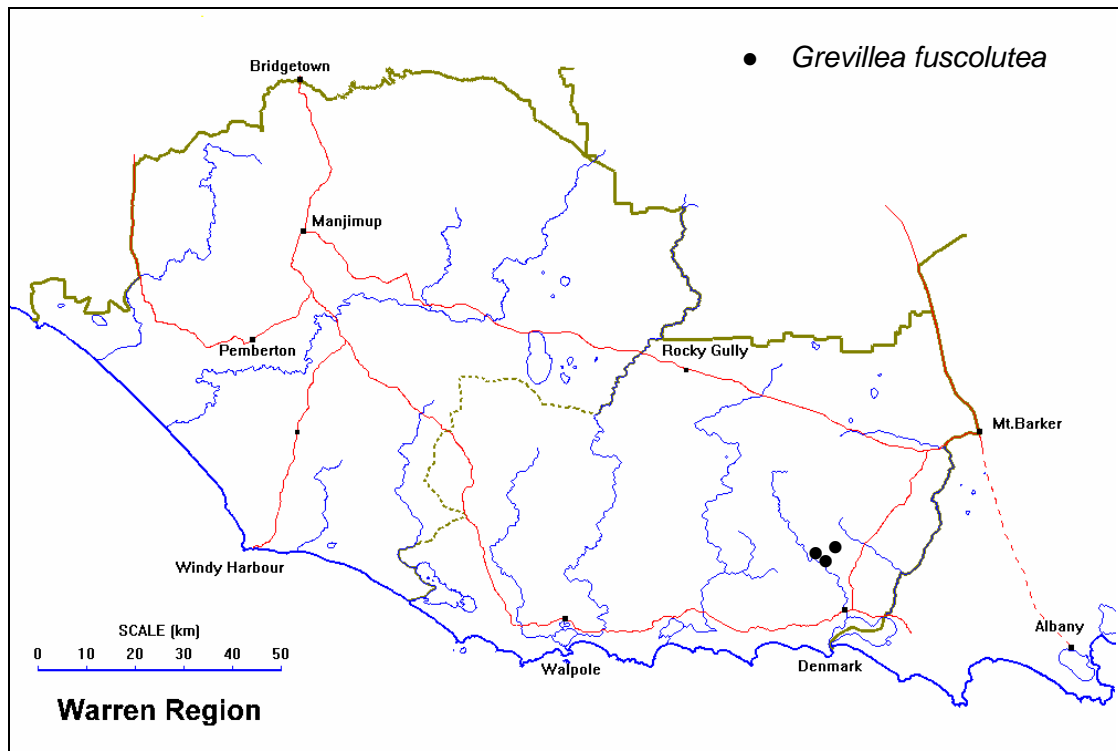 Grevillea fuscolutea
Bridgetown
Manjimup
Pemberton
Rocky Gully
Mt.Barker
Windy Harbour
Albany
SCALE (km)
0 10 20 30 40 50
Walpole
Denmark
Warren Region